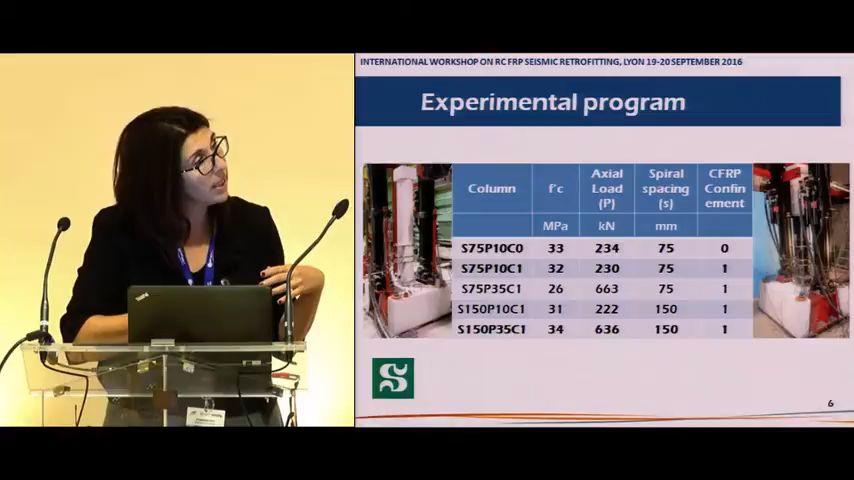 INTERNATIONAL WORKSHOP ON RC FRP SEISMIC RETROFITTING, LYON 19-20 SEPTEMBER 2016
Experimental program
Column f'c Axial Load (P) Spiral spacing (s) CFRP Confin ement
MPa kN mm
S75P10C0 33 234 75 0
S75P10C1 32 230 75 1
S75P35C1 26 663 75 1
S150P10C1 31 222 150 1
S150P35C1 34 636 150 1
S
6